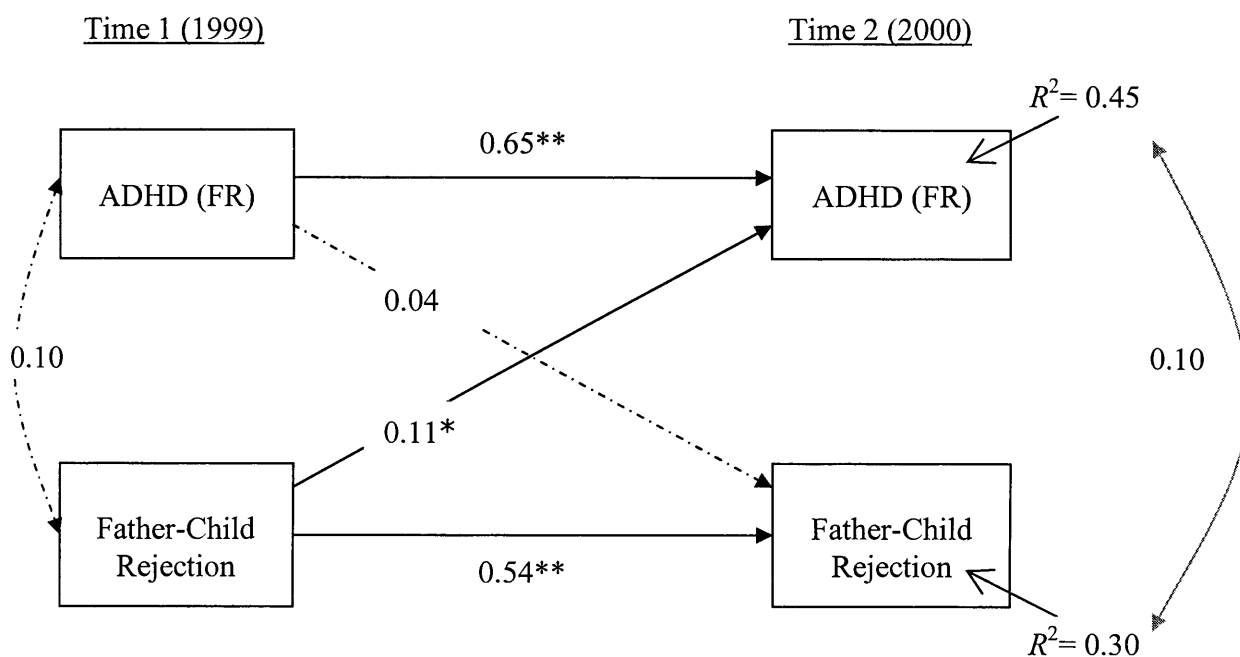 Time 1 (1999)
Time 2 (2000)
R²= 0.45
0.65**
ADHD (FR)
ADHD (FR)
0.04
0.10
0.10
0.11*
Father-Child
Rejection
Father-Child
Rejection
0.54**
R²= 0.30